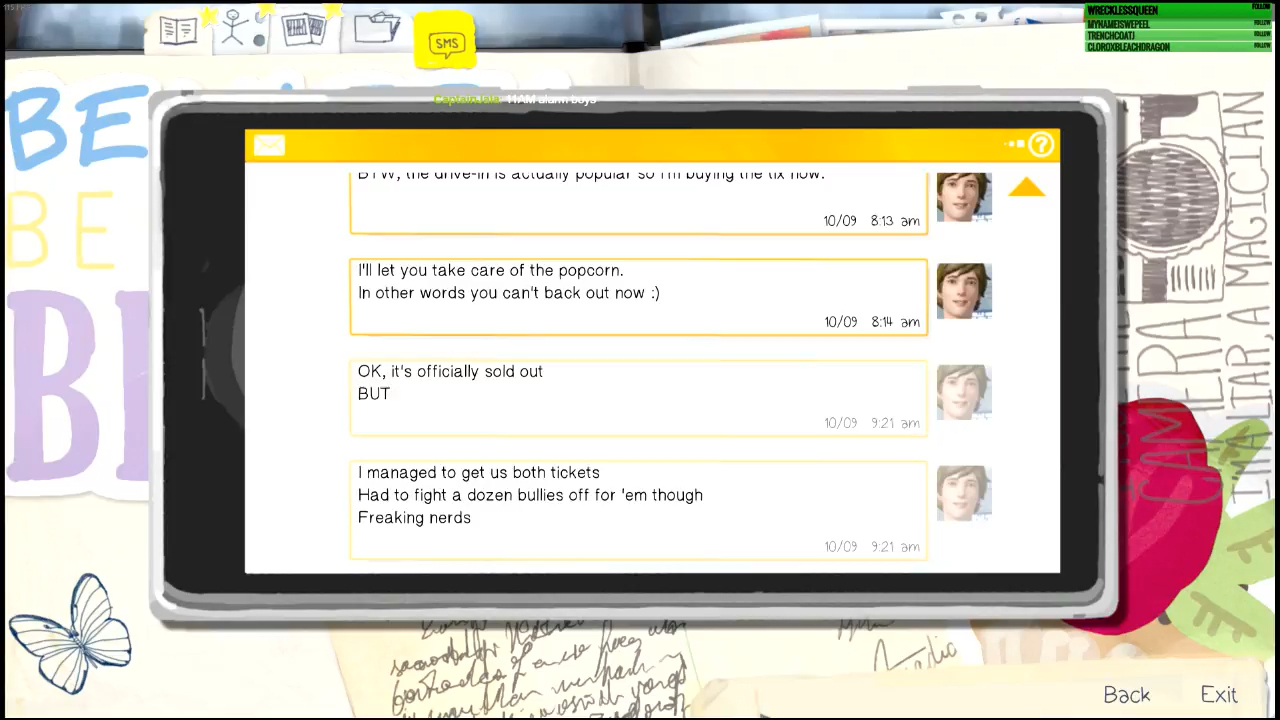 WRECKLESSQUEEN FOLLOW
MYNAMEISWEPEEL FOLLOW
TRENCHCOATJ FOLLOW
CLOROXBLEACHDRAGON FOLLOW
SMS
11AM alarm boys
BE
BE
BTW, the drive-in is actually popular so I'm buying the tix now.
10/09 8:13 am
I'll let you take care of the popcorn.
In other words you can't back out now :)
10/09 8:14 am
OK, it's officially sold out
BUT
10/09 9:21 am
I managed to get us both tickets
Had to fight a dozen bullies off for 'em though
Freaking nerds
10/09 9:21 am
CAMERA
MAGICIAN
Back Exit